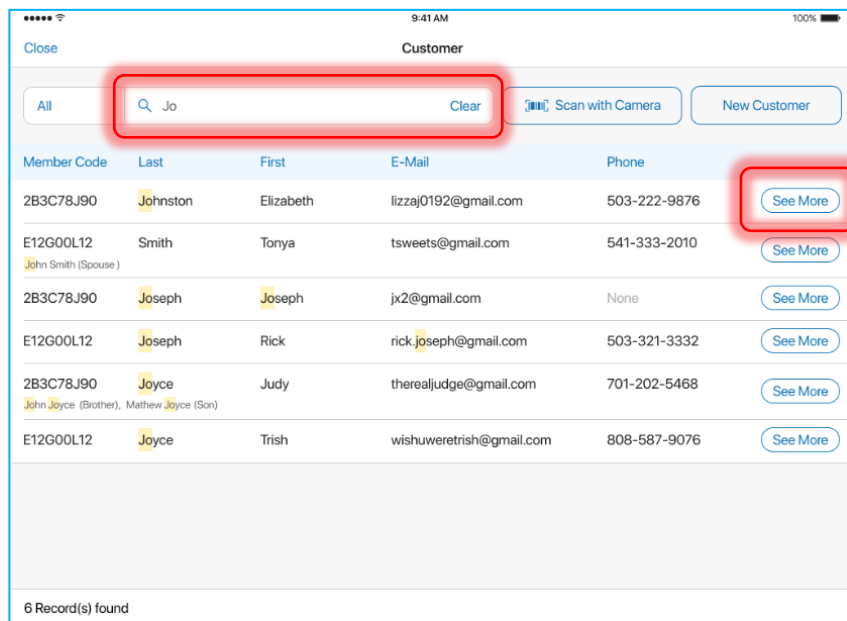 9:41 AM 100%
Close Customer
All Jo Clear Scan with Camera New Customer
Member Code Last First E-Mail Phone
2B3C78J90 Johnston Elizabeth lizzaj0192@gmail.com 503-222-9876 See More
E12G00L12 Smith Tonya tsweets@gmail.com 541-333-2010 See More
John Smith (Spouse )
2B3C78J90 Joseph Joseph jx2@gmail.com None See More
E12G00L12 Joseph Rick rick.joseph@gmail.com 503-321-3332 See More
2B3C78J90 Joyce Judy therealjudge@gmail.com 701-202-5468 See More
John Joyce (Brother), Mathew Joyce (Son)
E12G00L12 Joyce Trish wishuweretrish@gmail.com 808-587-9076 See More
6 Record(s) found